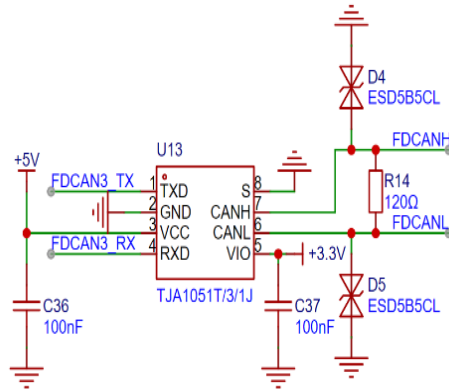 D4
ESD5B5CL
U13
FDCANH
+5V
FDCAN3_TX
1 TXD S 8
R14
2 GND CANH 7
120Ω
3 VCC CANL 6
FDCANL
FDCAN3_RX
4 RXD VIO 5
+3.3V
TJA1051T/3/1J
D5
ESD5B5CL
C36
100nF
C37
100nF